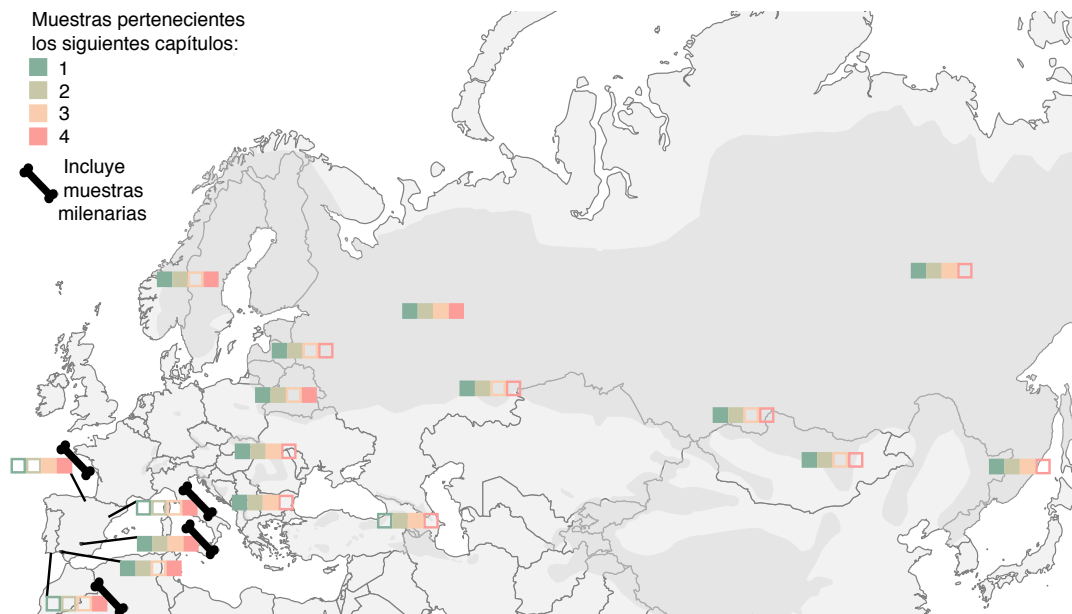 Muestras pertenecientes
los siguientes capítulos:
1
2
3
4
Incluye
muestras
milenarias